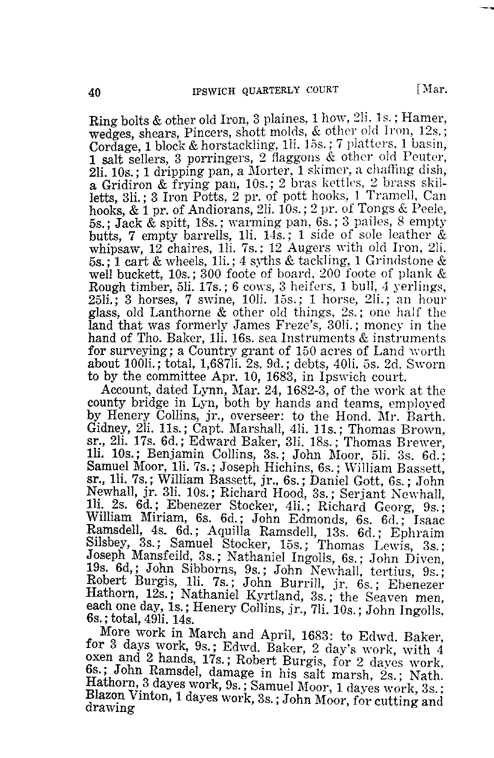 40 IPSWICH QUARTERLY COURT [Mar.
Ring bolts & other old Iron, 3 plaines, 1 how, 2li. 1s.; Hamer,
wedges, shears, Pincers, shott molds, & other old Iron, 12s.;
Cordage, 1 block & horstackling, 1li. 15s.; 7 platters, 1 basin,
1 salt sellers, 3 porringers, 2 flaggons & other old Peuter,
2li. 10s.; 1 dripping pan, a Morter, 1 skimer, a chaffing dish,
a Gridiron & frying pan, 10s.; 2 bras kettles, 2 brass skil-
letts, 3li.; 3 Iron Potts, 2 pr. of pott hooks, 1 Tramell, Can
hooks, & 1 pr. of Andiorans, 2li. 10s.; 2 pr. of Tongs & Peele,
5s.; Jack & spitt, 18s.; warming pan, 6s.; 3 pailes, 8 empty
butts, 7 empty barrells, 1li. 14s.; 1 side of sole leather &
whipsaw, 12 chaires, 1li. 7s.; 12 Augers with old Iron, 2li.
5s.; 1 cart & wheels, 1li.; 4 syths & tackling, 1 Grindstone &
well buckett, 10s.; 300 foote of board, 200 foote of plank &
Rough timber, 5li. 17s.; 6 cows, 3 heifers, 1 bull, 4 yerlings,
25li.; 3 horses, 7 swine, 10li. 15s.; 1 horse, 2li.; an hour
glass, old Lanthorne & other old things, 2s.; one half the
land that was formerly James Freze's, 30li.; money in the
hand of Tho. Baker, 1li. 16s. sea Instruments & instruments
for surveying; a Country grant of 150 acres of Land worth
about 100li.; total, 1,687li. 2s. 9d.; debts, 40li. 5s. 2d. Sworn
to by the committee Apr. 10, 1683, in Ipswich court.
Account, dated Lynn, Mar. 24, 1682-3, of the work at the
county bridge in Lyn, both by hands and teams, employed
by Henery Collins, jr., overseer: to the Hond. Mr. Barth.
Gidney, 2li. 11s.; Capt. Marshall, 4li. 11s.; Thomas Brown,
sr., 2li. 17s. 6d.; Edward Baker, 3li. 18s.; Thomas Brewer,
1li. 10s.; Benjamin Collins, 3s.; John Moor, 5li. 3s. 6d.;
Samuel Moor, 1li. 7s.; Joseph Hichins, 6s.; William Bassett,
sr., 1li. 7s.; William Bassett, jr., 6s.; Daniel Gott, 6s.; John
Newhall, jr. 3li. 10s.; Richard Hood, 3s.; Serjant Newhall,
1li. 2s. 6d.; Ebenezer Stocker, 4li.; Richard Georg, 9s.;
William Miriam, 6s. 6d.; John Edmonds, 6s. 6d.; Isaac
Ramsdell, 4s. 6d.; Aquilla Ramsdell, 13s. 6d.; Ephraim
Silsbey, 3s.; Samuel Stocker, 15s.; Thomas Lewis, 3s.;
Joseph Mansfeild, 3s.; Nathaniel Ingolls, 6s.; John Diven,
19s. 6d,; John Sibborns, 9s.; John Newhall, tertius, 9s.;
Robert Burgis, 1li. 7s.; John Burrill, jr. 6s.; Ebenezer
Hathorn, 12s.; Nathaniel Kyrtland, 3s.; the Seaven men,
each one day, 1s.; Henery Collins, jr., 7li. 10s.; John Ingolls,
6s.; total, 49li. 14s.
More work in March and April, 1683: to Edwd. Baker,
for 3 days work, 9s.; Edwd. Baker, 2 day's work, with 4
oxen and 2 hands, 17s.; Robert Burgis, for 2 dayes work,
6s.; John Ramsdel, damage in his salt marsh, 2s.; Nath.
Hathorn, 3 dayes work, 9s.; Samuel Moor, 1 dayes work, 3s.;
Blazon Vinton, 1 dayes work, 3s.; John Moor, for cutting and
drawing